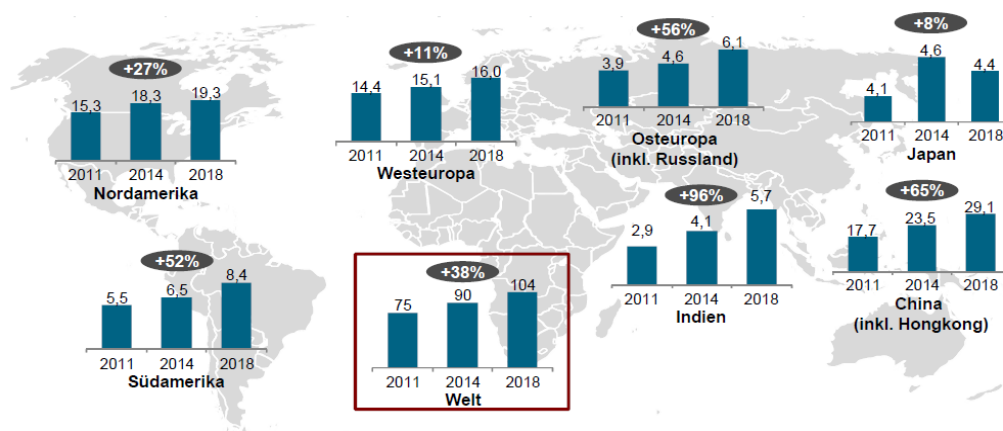 +27%
15,3 18,3 19,3
2011 2014 2018
Nordamerika
+11%
14,4 15,1 16,0
2011 2014 2018
Westeuropa
+56%
3,9 4,6 6,1
2011 2014 2018
Osteuropa
(inkl. Russland)
+8%
4,1 4,6 4,4
2011 2014 2018
Japan
+52%
5,5 6,5 8,4
2011 2014 2018
Südamerika
+38%
75 90 104
2011 2014 2018
Welt
+96%
2,9 4,1 5,7
2011 2014 2018
Indien
+65%
17,7 23,5 29,1
2011 2014 2018
China
(inkl. Hongkong)